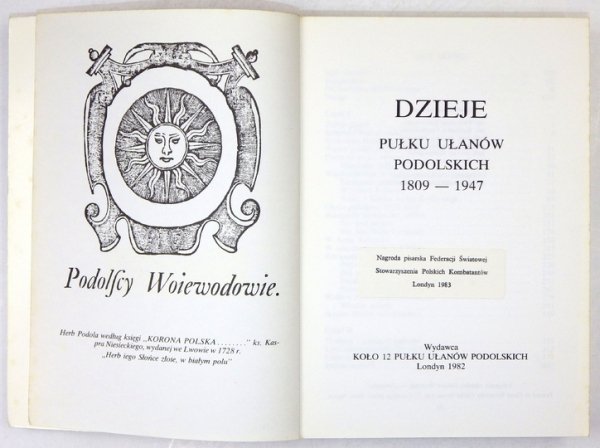 Podolſcy Woiewodowie.
Herb Podola według księgi „KORONA POLSKA........" ks. Kas-
pra Niesieckiego, wydanej we Lwowie w 1728 r.
„Herb iego Słońce złose, w białym polu"
DZIEJE
PUŁKU UŁANÓW
PODOLSKICH
1809 — 1947
Nagroda pisarska Federacji Światowej
Stowarzyszenia Polskich Kombatantów
Londyn 1983
Wydawca
KOŁO 12 PUŁKU UŁANÓW PODOLSKICH
Londyn 1982